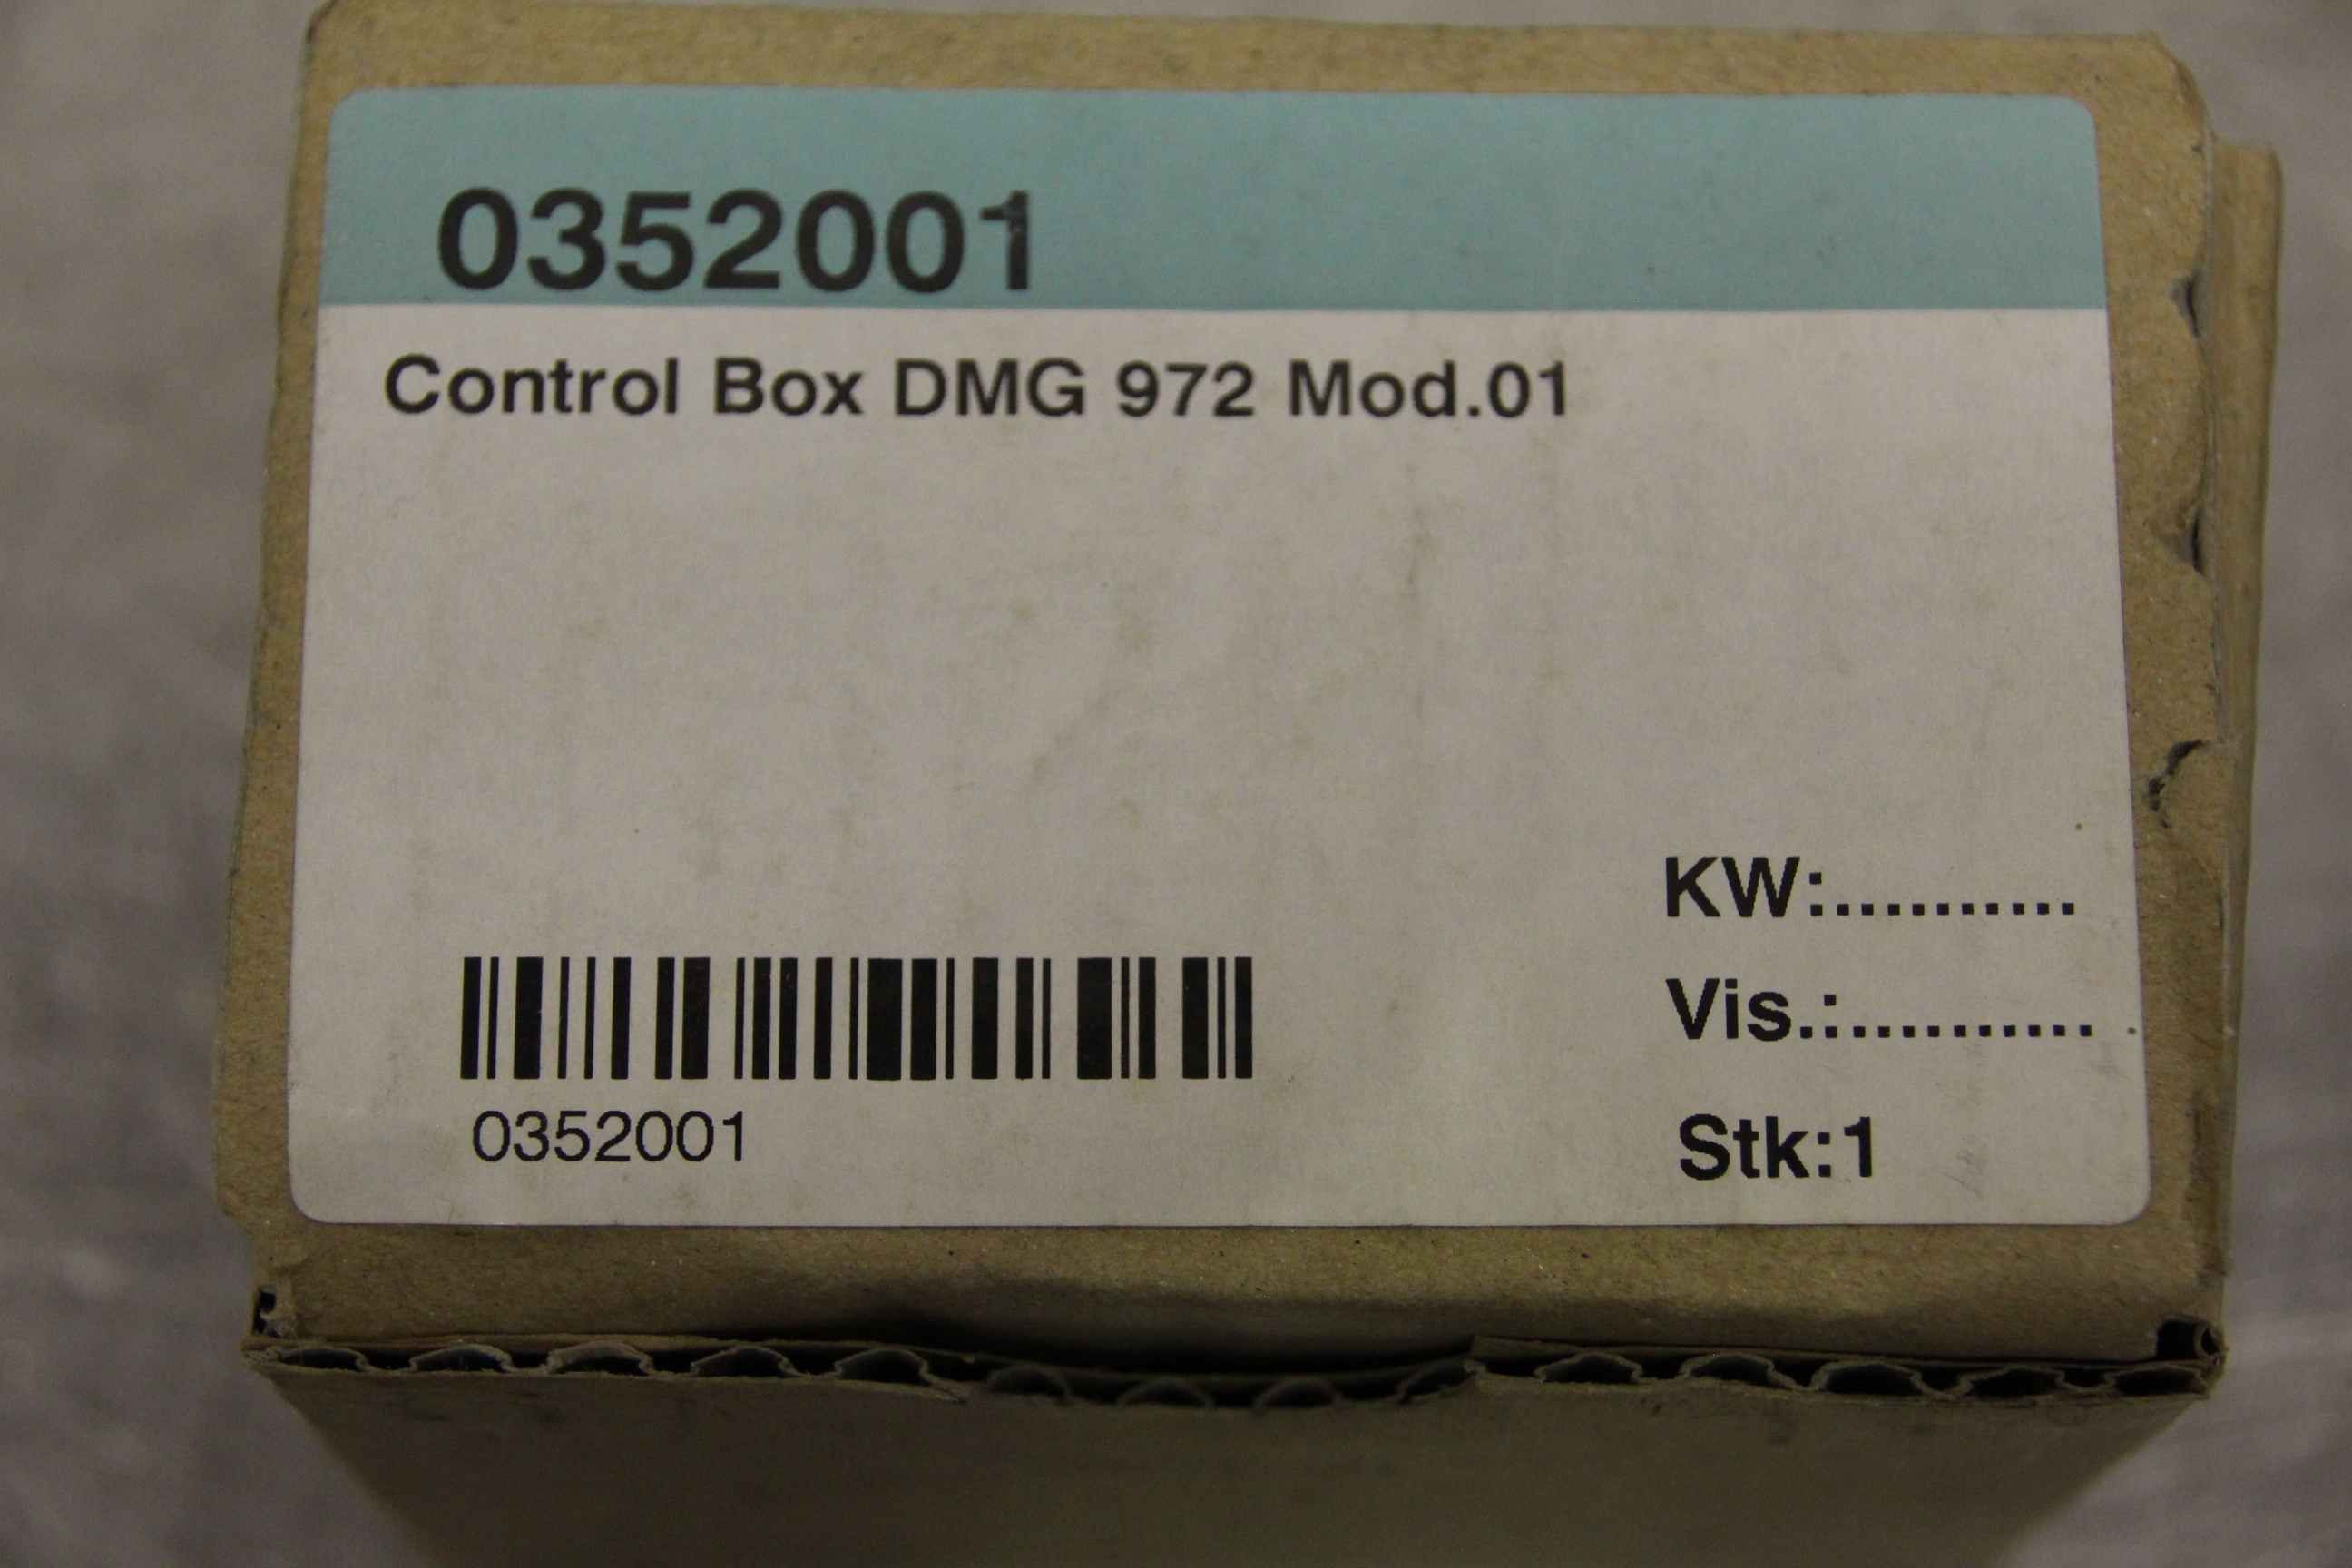 0352001
Control Box DMG 972 Mod.01
KW:..........
Vis.:..........
0352001
Stk:1